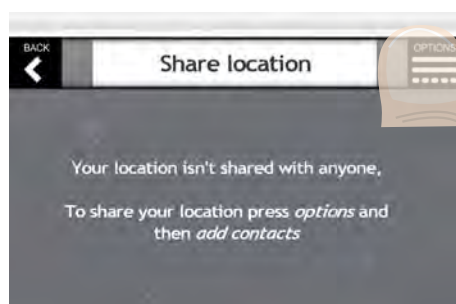 BACK
Share location
OPTIONS
Your location isn't shared with anyone,
To share your location press options and
then add contacts